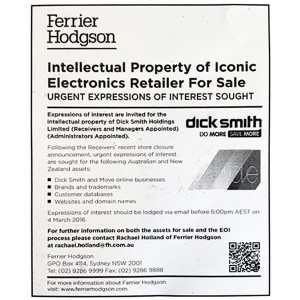 Ferrier
Hodgson
Intellectual Property of Iconic
Electronics Retailer For Sale
URGENT EXPRESSIONS OF INTEREST SOUGHT
Expressions of Interest are invited for the
intellectual property of Dick Smith Holdings
Limited (Receivers and Managers Appointed)
(Administrators Appointed).
dick smith
DO MORE SAVE MORE
Following the Receivers' recent store closure
announcement, urgent expressions of interest
are sought for the following Australian and New
Zealand assets:
Dick Smith and Move online businesses
Brands and trademarks
Customer databases
Websites and domain names
Expressions of interest should be lodged via email before 5:00pm AEST on
4 March 2016.
For further information on both the assets for sale and the EOI
process please contact Rachael Holland of Ferrier Hodgson
at rachael.holland@fh.com.au
Ferrier Hodgson
GPO Box 4114, Sydney NSW 2001
Tel: (02) 9286 9999 Fax: (02) 9286 9888
For more information about Ferrier Hodgson
visit: www.ferrierhodgson.com